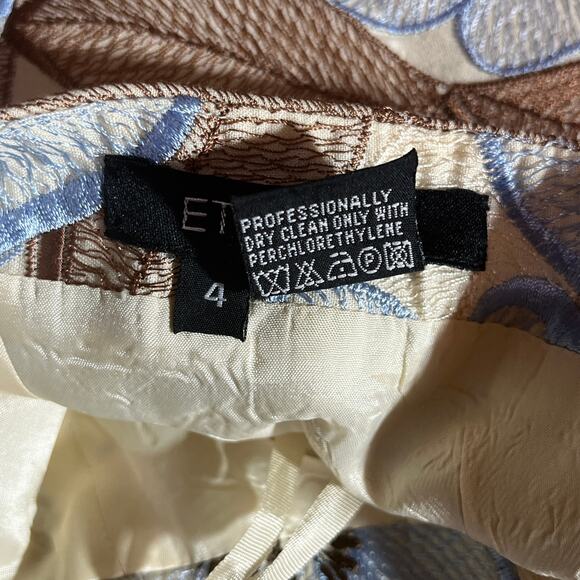 ET
PROFESSIONALLY
DRY CLEAN ONLY WITH
PERCHLORETHYLENE
P
4